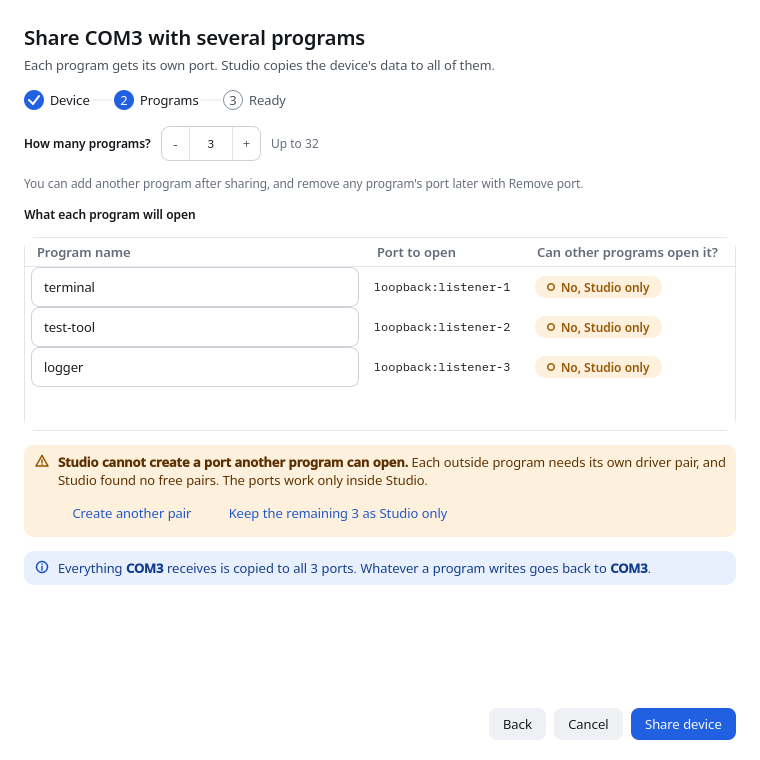 Share COM3 with several programs
Each program gets its own port. Studio copies the device's data to all of them.
Device 2 Programs 3 Ready
How many programs? - 3 + Up to 32
You can add another program after sharing, and remove any program's port later with Remove port.
What each program will open
Program name Port to open Can other programs open it?
terminal loopback:listener-1 No, Studio only
test-tool loopback:listener-2 No, Studio only
logger loopback:listener-3 No, Studio only
Studio cannot create a port another program can open. Each outside program needs its own driver pair, and
Studio found no free pairs. The ports work only inside Studio.
Create another pair Keep the remaining 3 as Studio only
Everything COM3 receives is copied to all 3 ports. Whatever a program writes goes back to COM3.
Back Cancel Share device